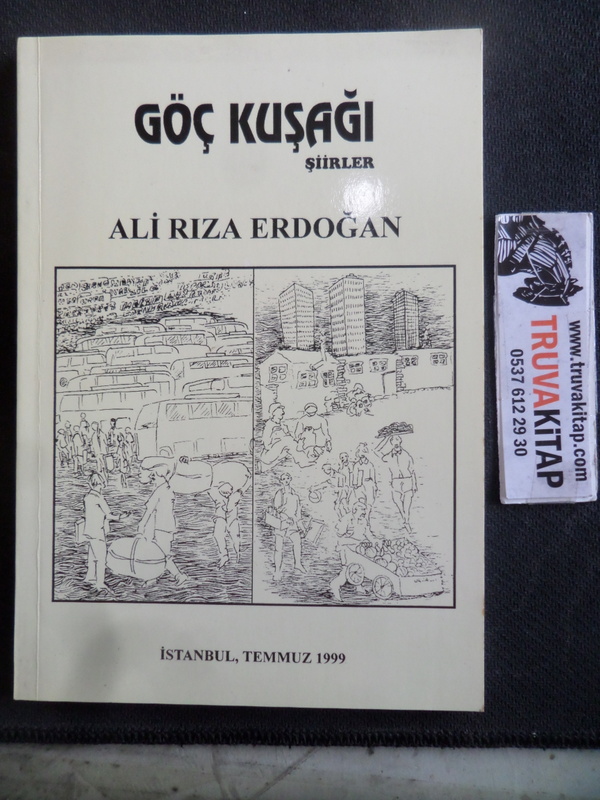 GÖÇ KUŞAĞI
ŞİİRLER
ALİ RIZA ERDOĞAN
İSTANBUL, TEMMUZ 1999
www.truvakitap.com
TRUVAKİTAP
0537 612 29 30